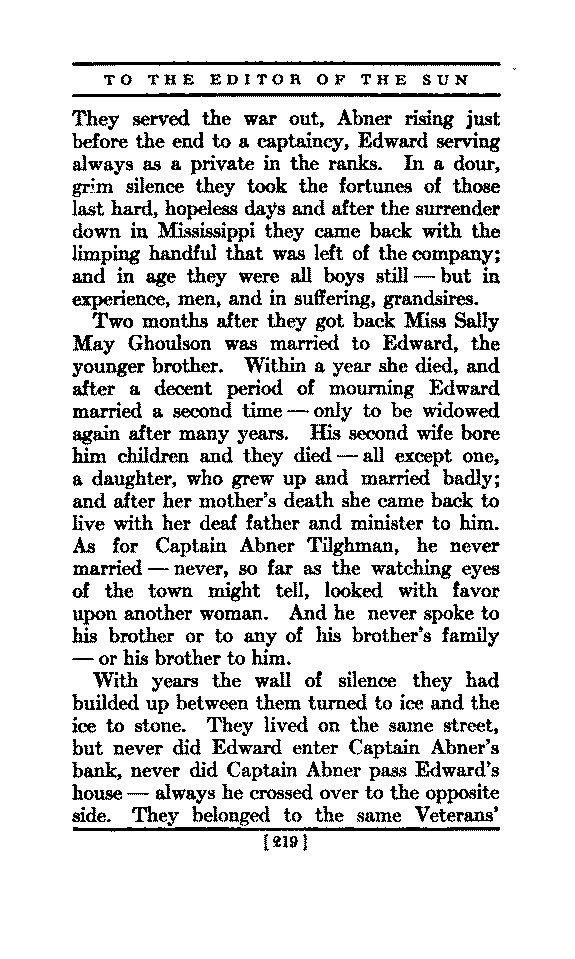 TO THE EDITOR OF THE SUN
They served the war out, Abner rising just
before the end to a captaincy, Edward serving
always as a private in the ranks. In a dour,
grim silence they took the fortunes of those
last hard, hopeless days and after the surrender
down in Mississippi they came back with the
limping handful that was left of the company;
and in age they were all boys still — but in
experience, men, and in suffering, grandsires.
Two months after they got back Miss Sally
May Ghoulson was married to Edward, the
younger brother. Within a year she died, and
after a decent period of mourning Edward
married a second time — only to be widowed
again after many years. His second wife bore
him children and they died — all except one,
a daughter, who grew up and married badly;
and after her mother's death she came back to
live with her deaf father and minister to him.
As for Captain Abner Tilghman, he never
married — never, so far as the watching eyes
of the town might tell, looked with favor
upon another woman. And he never spoke to
his brother or to any of his brother's family
— or his brother to him.
With years the wall of silence they had
builded up between them turned to ice and the
ice to stone. They lived on the same street,
but never did Edward enter Captain Abner's
bank, never did Captain Abner pass Edward's
house — always he crossed over to the opposite
side. They belonged to the same Veterans'
[219]